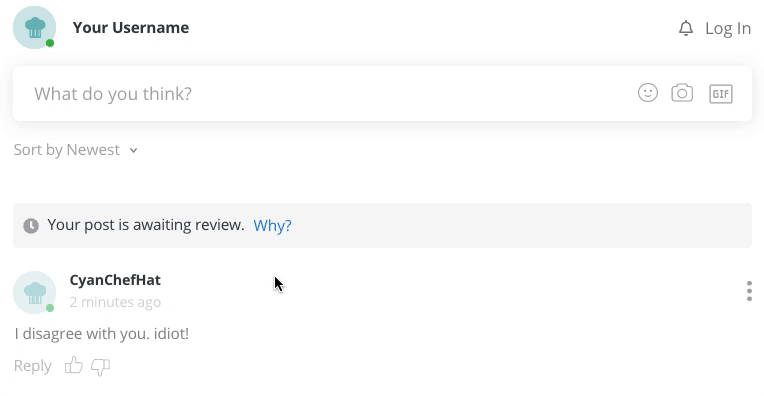 Your Username
Log In
What do you think?
GIF
Sort by Newest
Your post is awaiting review. Why?
CyanChefHat
2 minutes ago
I disagree with you. idiot!
Reply